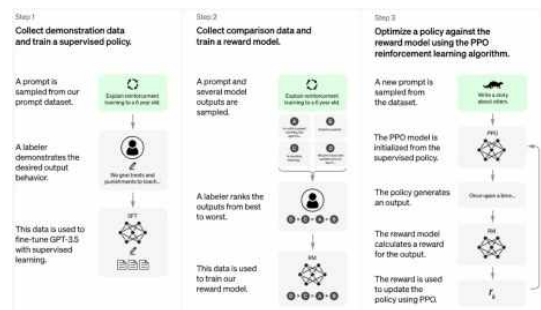 Step 1
Collect demonstration data
and train a supervised policy.
A prompt is
sampled from our
prompt dataset.
Explain reinforcement
learning to a 6 year old.
A labeler
demonstrates the
desired output
behavior.
We give treats and
punishments to teach...
This data is used to
fine-tune GPT-3.5
with supervised
learning.
GPT
Step 2
Collect comparison data and
train a reward model.
A prompt and
several model
outputs are
sampled.
Explain reinforcement
learning to a 6 year old.
A
B
C
D
A labeler ranks the
outputs from best
to worst.
D > C > A > B
This data is used
to train our
reward model.
RM
D > C > A > B
Step 3
Optimize a policy against the
reward model using the PPO
reinforcement learning algorithm.
A new prompt is
sampled from
the dataset.
Write a story
about otters.
The PPO model is
initialized from the
supervised policy.
PPO
The policy generates
an output.
Once upon a time...
The reward model
calculates a reward
for the output.
RM
The reward is used
to update the
policy using PPO.
rk